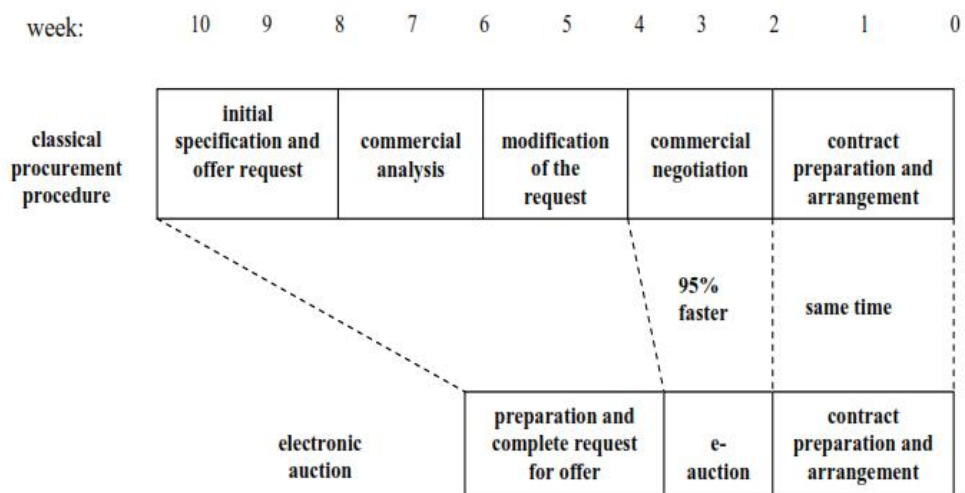 week: 10 9 8 7 6 5 4 3 2 1 0
classical
procurement
procedure
initial
specification and
offer request
commercial
analysis
modification
of the
request
commercial
negotiation
contract
preparation and
arrangement
95%
faster
same time
electronic
auction
preparation and
complete request
for offer
e-
auction
contract
preparation and
arrangement